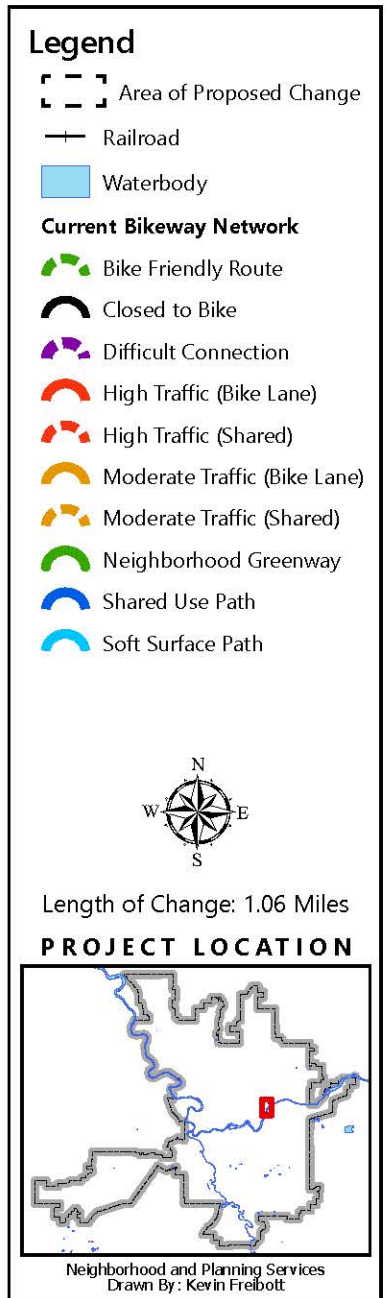 Legend
Area of Proposed Change
Railroad
Waterbody
Current Bikeway Network
Bike Friendly Route
Closed to Bike
Difficult Connection
High Traffic (Bike Lane)
High Traffic (Shared)
Moderate Traffic (Bike Lane)
Moderate Traffic (Shared)
Neighborhood Greenway
Shared Use Path
Soft Surface Path
N
W E
S
Length of Change: 1.06 Miles
PROJECT LOCATION
Neighborhood and Planning Services
Drawn By: Kevin Freibott